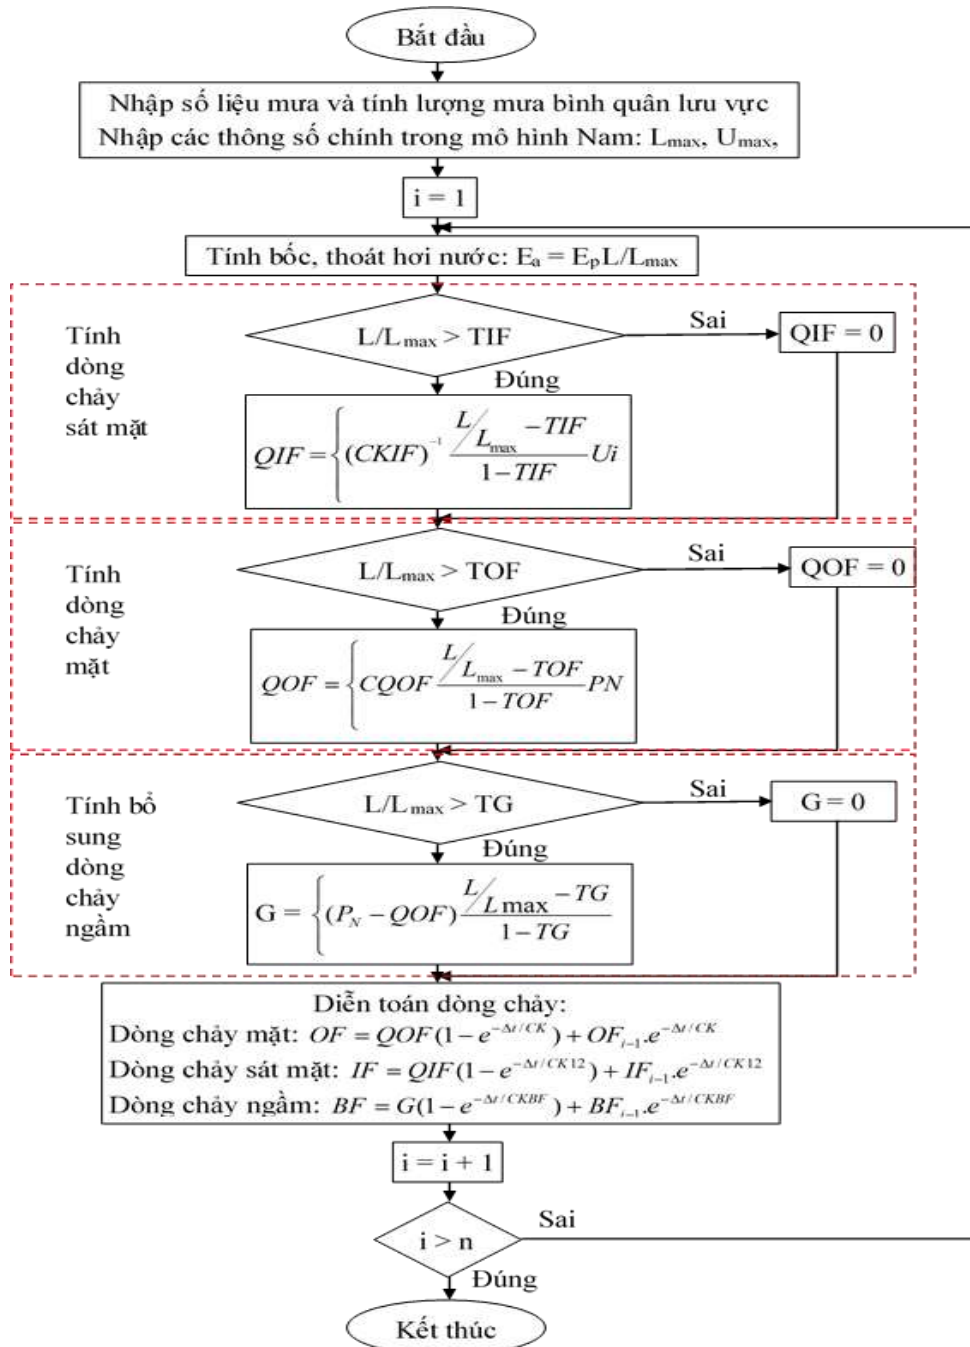 Bắt đầu
Nhập số liệu mưa và tính lượng mưa bình quân lưu vực
Nhập các thông số chính trong mô hình Nam: Lmax, Umax,
i = 1
Tính bốc, thoát hơi nước: Ea = EpL/Lmax
Tính
dòng
chảy
sát mặt
L/Lmax > TIF
Sai
QIF = 0
Đúng
QIF = { (CKIF)^-1 (L/Lmax − TIF)/(1 − TIF) Ui
Tính
dòng
chảy
mặt
L/Lmax > TOF
Sai
QOF = 0
Đúng
QOF = { CQOF (L/Lmax − TOF)/(1 − TOF) PN
Tính bổ
sung
dòng
chảy
ngầm
L/Lmax > TG
Sai
G = 0
Đúng
G = { (P_N − QOF) (L/Lmax − TG)/(1 − TG)
Diễn toán dòng chảy:
Dòng chảy mặt: OF = QOF(1 − e^(−Δt/CK)) + OF_(i−1).e^(−Δt/CK)
Dòng chảy sát mặt: IF = QIF(1 − e^(−Δt/CK12)) + IF_(i−1).e^(−Δt/CK12)
Dòng chảy ngầm: BF = G(1 − e^(−Δt/CKBF)) + BF_(i−1).e^(−Δt/CKBF)
i = i + 1
i > n
Sai
Đúng
Kết thúc